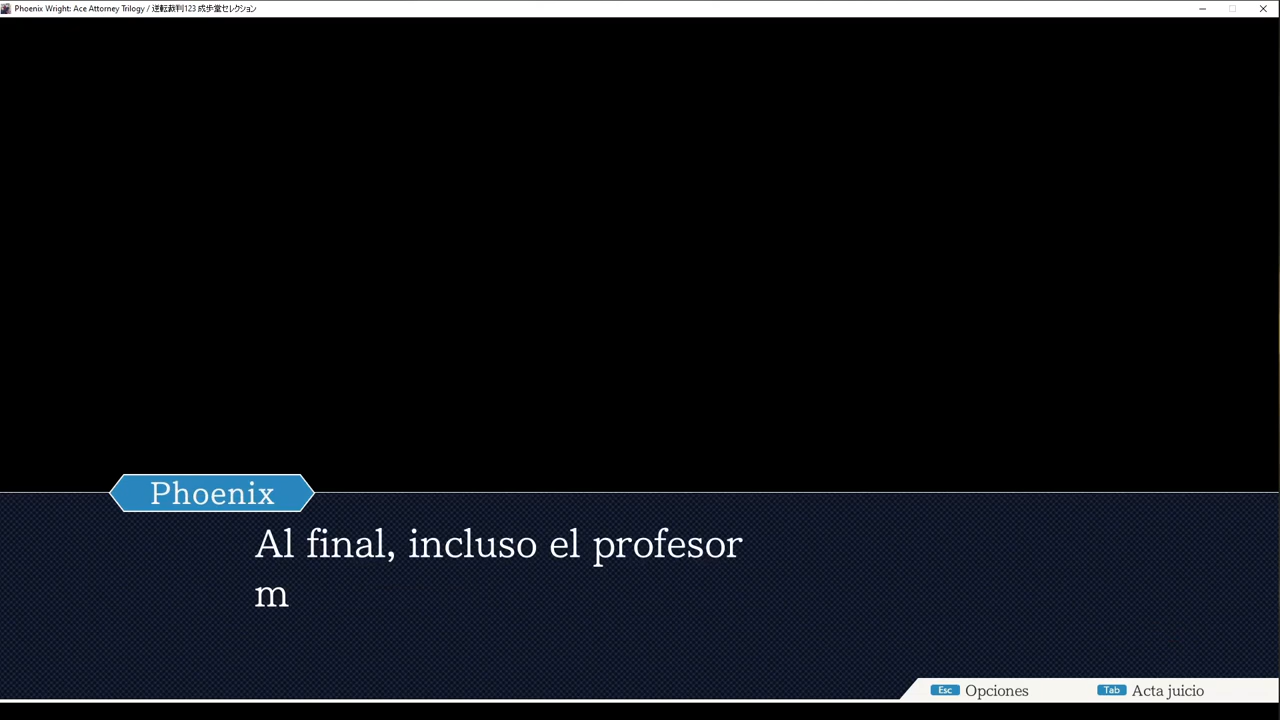 Phoenix Wright: Ace Attorney Trilogy / 逆転裁判123 成歩堂セレクション
Phoenix
Al final, incluso el profesor
m
Esc Opciones Tab Acta juicio